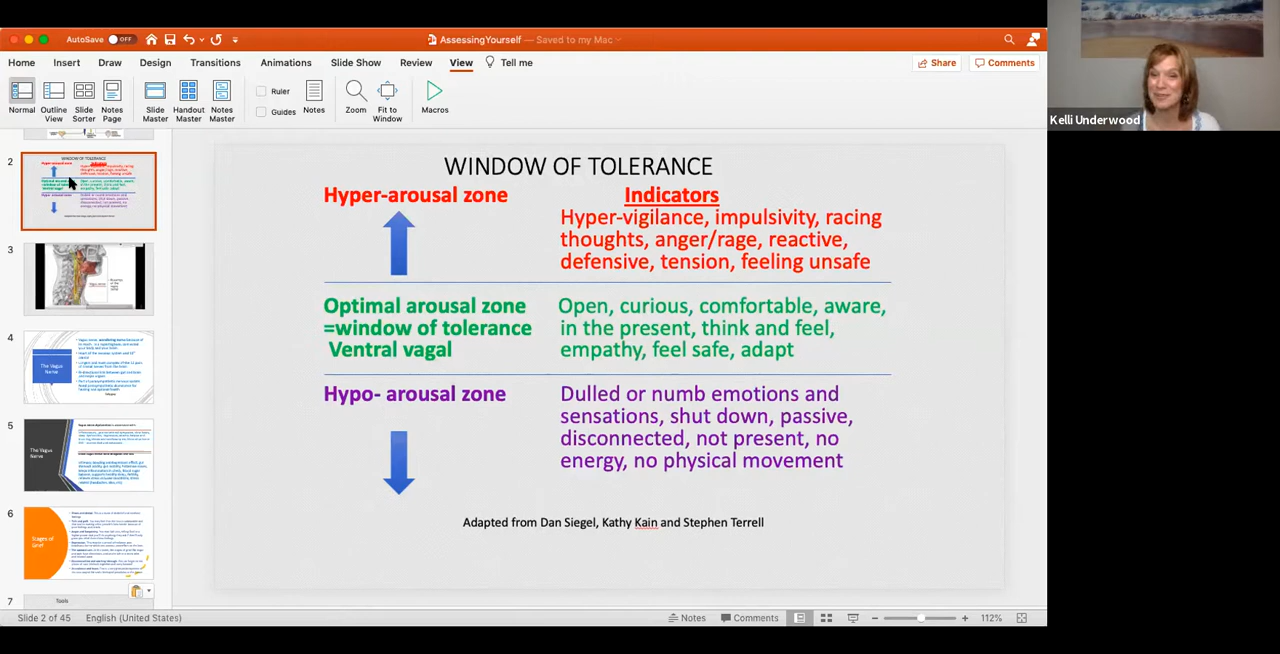 AutoSave OFF
AssessingYourself — Saved to my Mac
Home Insert Draw Design Transitions Animations Slide Show Review View Tell me
Share Comments
Normal Outline View Slide Sorter Notes Page Slide Master Handout Master Notes Master Ruler Guides Notes Zoom Fit to Window Macros
Kelli Underwood
2
3
4
The Vagus Nerve
5
The Vagus Nerve
6
Stages of Grief
7
Tools
WINDOW OF TOLERANCE
Hyper-arousal zone
Indicators
Hyper-vigilance, impulsivity, racing
thoughts, anger/rage, reactive,
defensive, tension, feeling unsafe
Optimal arousal zone
=window of tolerance
Ventral vagal
Open, curious, comfortable, aware,
in the present, think and feel,
empathy, feel safe, adapt
Hypo- arousal zone
Dulled or numb emotions and
sensations, shut down, passive,
disconnected, not present, no
energy, no physical movement
Adapted from Dan Siegel, Kathy Kain and Stephen Terrell
Slide 2 of 45 English (United States) Notes Comments 112%